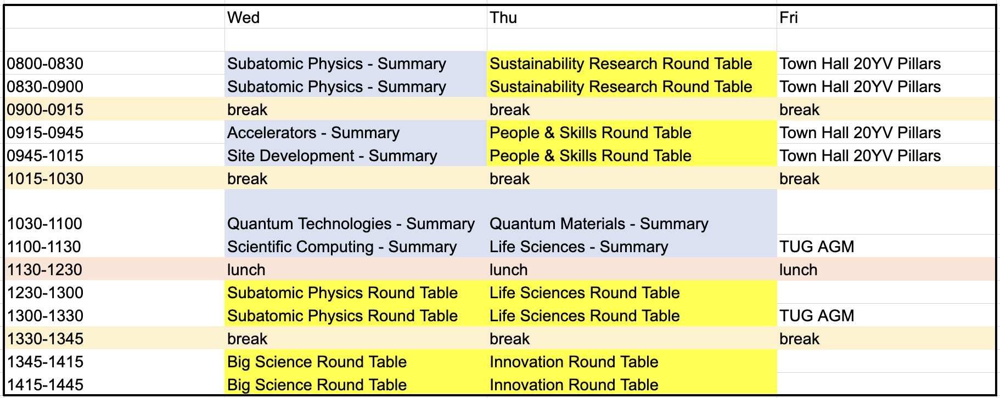 Wed Thu Fri
0800-0830 Subatomic Physics - Summary Sustainability Research Round Table Town Hall 20YV Pillars
0830-0900 Subatomic Physics - Summary Sustainability Research Round Table Town Hall 20YV Pillars
0900-0915 break break break
0915-0945 Accelerators - Summary People & Skills Round Table Town Hall 20YV Pillars
0945-1015 Site Development - Summary People & Skills Round Table Town Hall 20YV Pillars
1015-1030 break break break
1030-1100 Quantum Technologies - Summary Quantum Materials - Summary
1100-1130 Scientific Computing - Summary Life Sciences - Summary TUG AGM
1130-1230 lunch lunch lunch
1230-1300 Subatomic Physics Round Table Life Sciences Round Table
1300-1330 Subatomic Physics Round Table Life Sciences Round Table TUG AGM
1330-1345 break break break
1345-1415 Big Science Round Table Innovation Round Table
1415-1445 Big Science Round Table Innovation Round Table